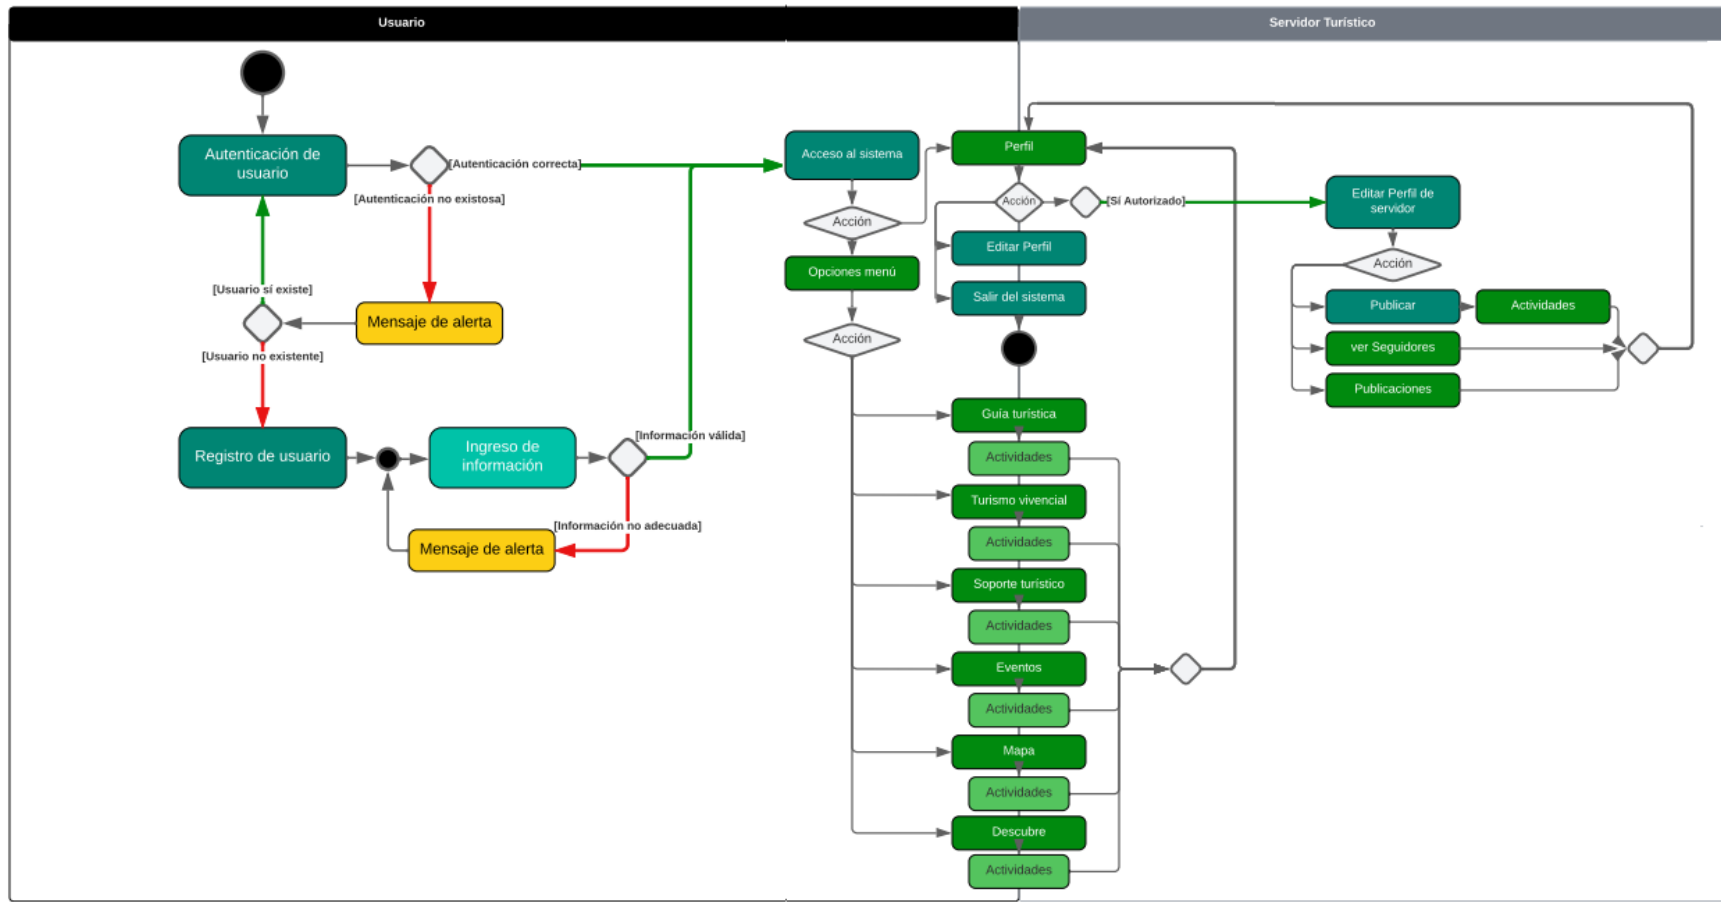 Usuario
Servidor Turístico
Autenticación de
usuario
[Autenticación correcta]
[Autenticación no existosa]
[Usuario sí existe]
Mensaje de alerta
[Usuario no existente]
Registro de usuario
Ingreso de
información
[Información válida]
[Información no adecuada]
Mensaje de alerta
Acceso al sistema
Acción
Opciones menú
Acción
Perfil
Acción
[Sí Autorizado]
Editar Perfil
Salir del sistema
Guía turística
Actividades
Turismo vivencial
Actividades
Soporte turístico
Actividades
Eventos
Actividades
Mapa
Actividades
Descubre
Actividades
Editar Perfil de
servidor
Acción
Publicar
Actividades
ver Seguidores
Publicaciones